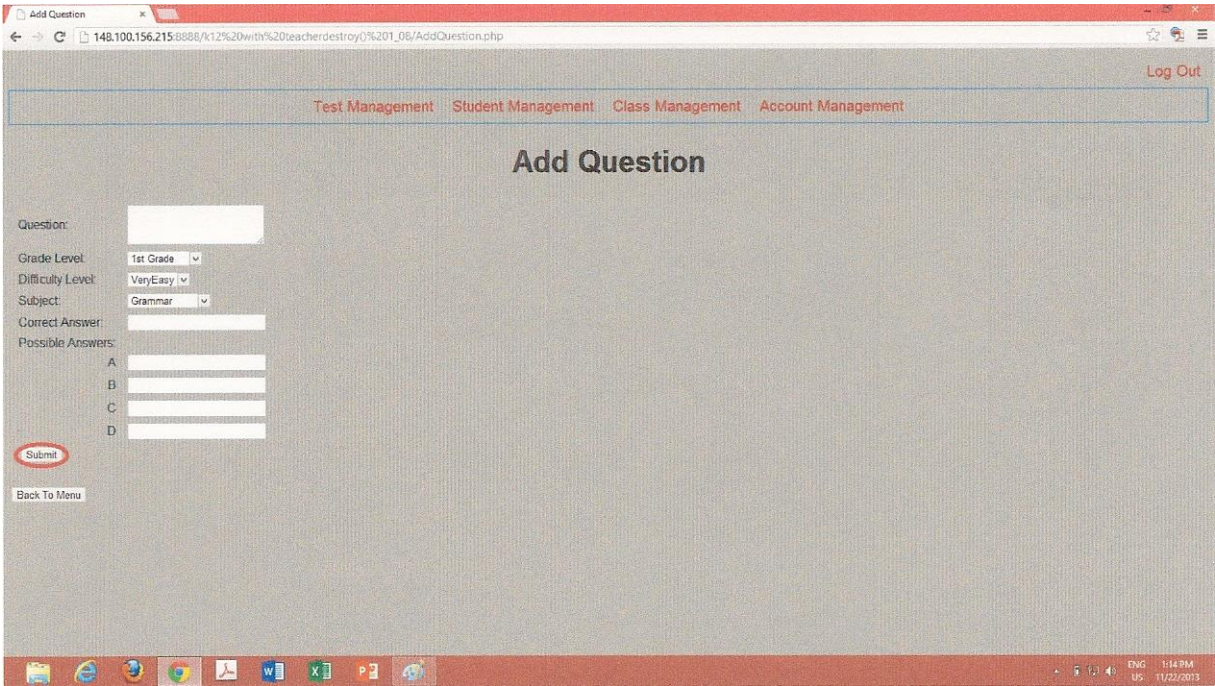 Add Question
148.100.156.215:8888/k12%20with%20teacherdestroy()%201_08/AddQuestion.php
Log Out
Test Management Student Management Class Management Account Management
Add Question
Question:
Grade Level: 1st Grade
Difficulty Level: VeryEasy
Subject: Grammar
Correct Answer:
Possible Answers:
A
B
C
D
Submit
Back To Menu
ENG 1:14 PM
US 11/22/2013